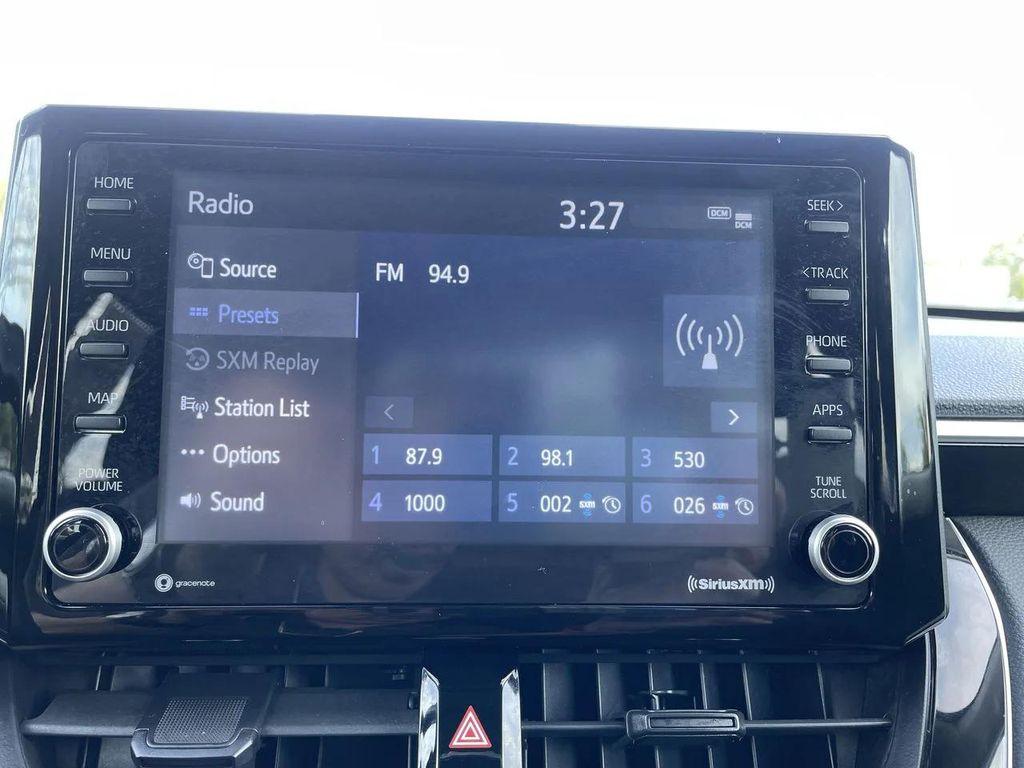 HOME
MENU
AUDIO
MAP
POWER
VOLUME
Radio
3:27
DCM
DCM
Source
Presets
SXM Replay
Station List
Options
Sound
FM 94.9
<
>
1 87.9
2 98.1
3 530
4 1000
5 002 sxm
6 026 sxm
SEEK >
< TRACK
PHONE
APPS
TUNE
SCROLL
gracenote
((SiriusXM))